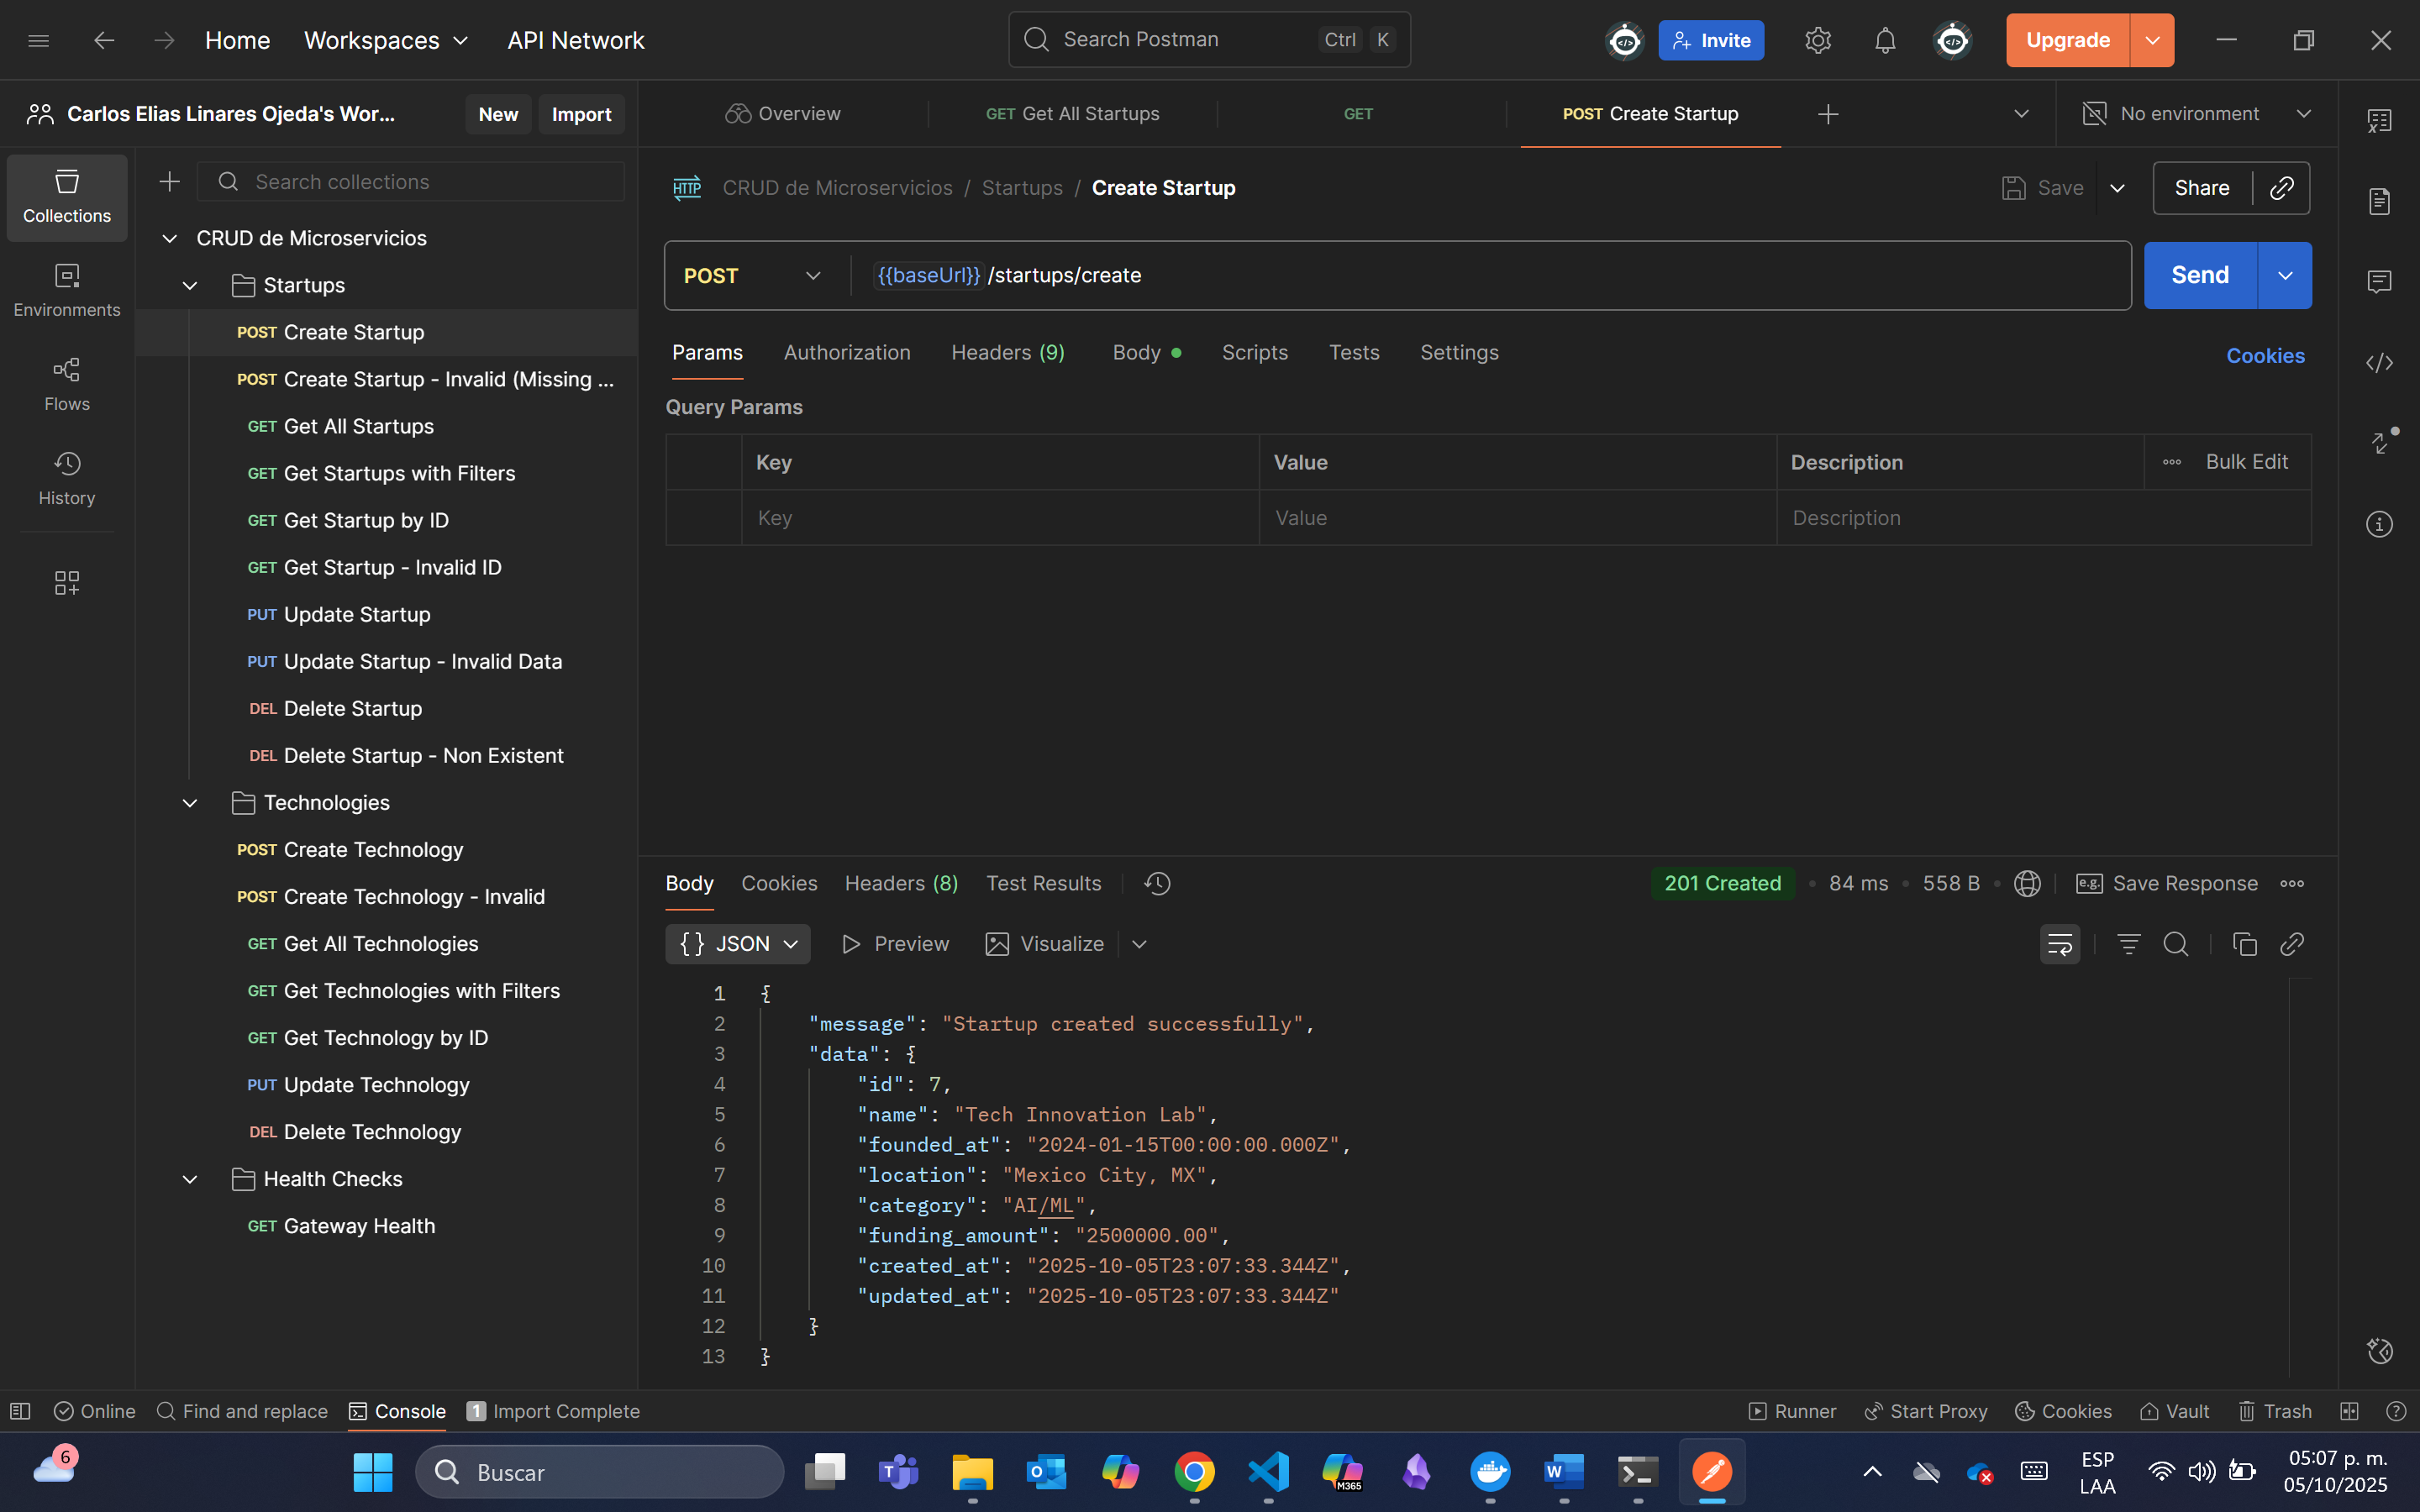 Home Workspaces API Network Search Postman Ctrl K Invite Upgrade
Carlos Elias Linares Ojeda's Wor... New Import Overview GET Get All Startups GET POST Create Startup No environment
Collections
Environments
Flows
History
Search collections
CRUD de Microservicios
Startups
POST Create Startup
POST Create Startup - Invalid (Missing ...
GET Get All Startups
GET Get Startups with Filters
GET Get Startup by ID
GET Get Startup - Invalid ID
PUT Update Startup
PUT Update Startup - Invalid Data
DEL Delete Startup
DEL Delete Startup - Non Existent
Technologies
POST Create Technology
POST Create Technology - Invalid
GET Get All Technologies
GET Get Technologies with Filters
GET Get Technology by ID
PUT Update Technology
DEL Delete Technology
Health Checks
GET Gateway Health
HTTP CRUD de Microservicios / Startups / Create Startup Save Share
POST {{baseUrl}}/startups/create Send
Params Authorization Headers (9) Body Scripts Tests Settings Cookies
Query Params
Key Value Description Bulk Edit
Key Value Description
Body Cookies Headers (8) Test Results 201 Created 84 ms 558 B e.g. Save Response
{} JSON Preview Visualize
1 {
2 "message": "Startup created successfully",
3 "data": {
4 "id": 7,
5 "name": "Tech Innovation Lab",
6 "founded_at": "2024-01-15T00:00:00.000Z",
7 "location": "Mexico City, MX",
8 "category": "AI/ML",
9 "funding_amount": "2500000.00",
10 "created_at": "2025-10-05T23:07:33.344Z",
11 "updated_at": "2025-10-05T23:07:33.344Z"
12 }
13 }
Online Find and replace Console 1 Import Complete Runner Start Proxy Cookies Vault Trash
6 Buscar M365 ESP 05:07 p. m.
LAA 05/10/2025